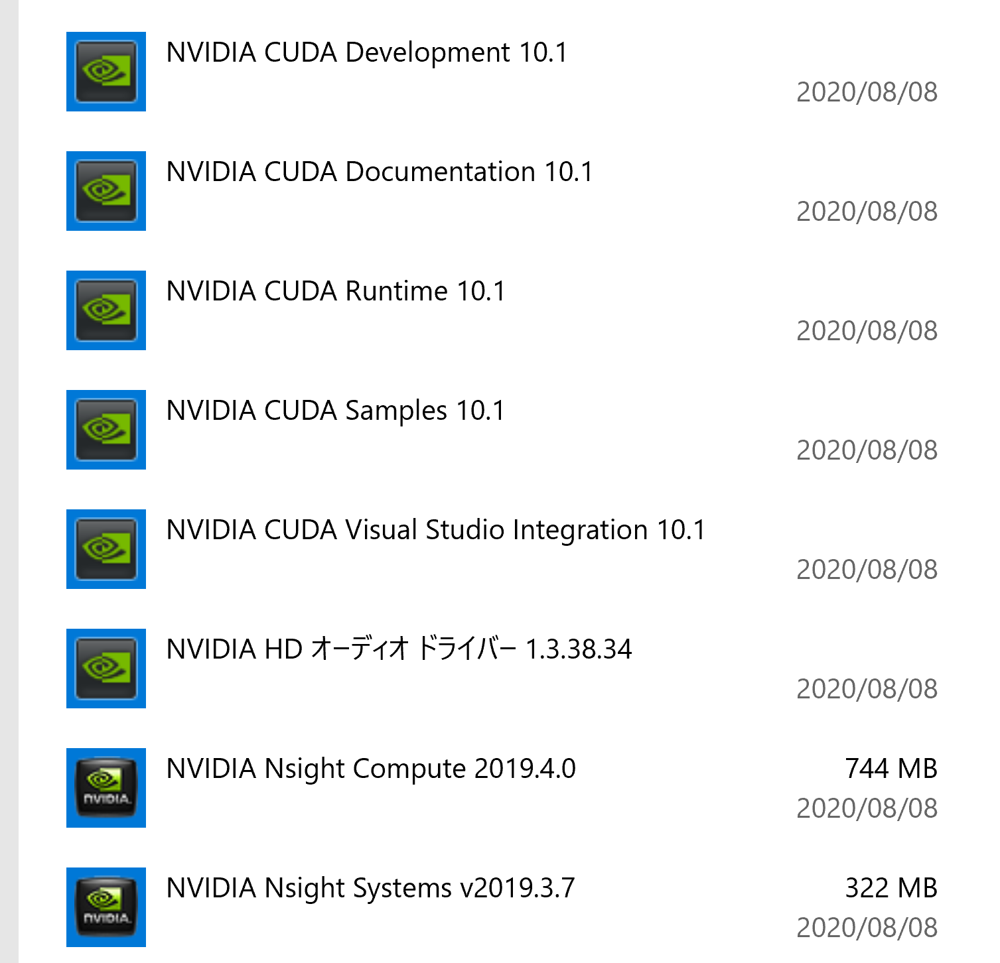 NVIDIA CUDA Development 10.1
2020/08/08
NVIDIA CUDA Documentation 10.1
2020/08/08
NVIDIA CUDA Runtime 10.1
2020/08/08
NVIDIA CUDA Samples 10.1
2020/08/08
NVIDIA CUDA Visual Studio Integration 10.1
2020/08/08
NVIDIA HD オーディオ ドライバー 1.3.38.34
2020/08/08
NVIDIA Nsight Compute 2019.4.0 744 MB
NVIDIA.
2020/08/08
NVIDIA Nsight Systems v2019.3.7 322 MB
NVIDIA.
2020/08/08